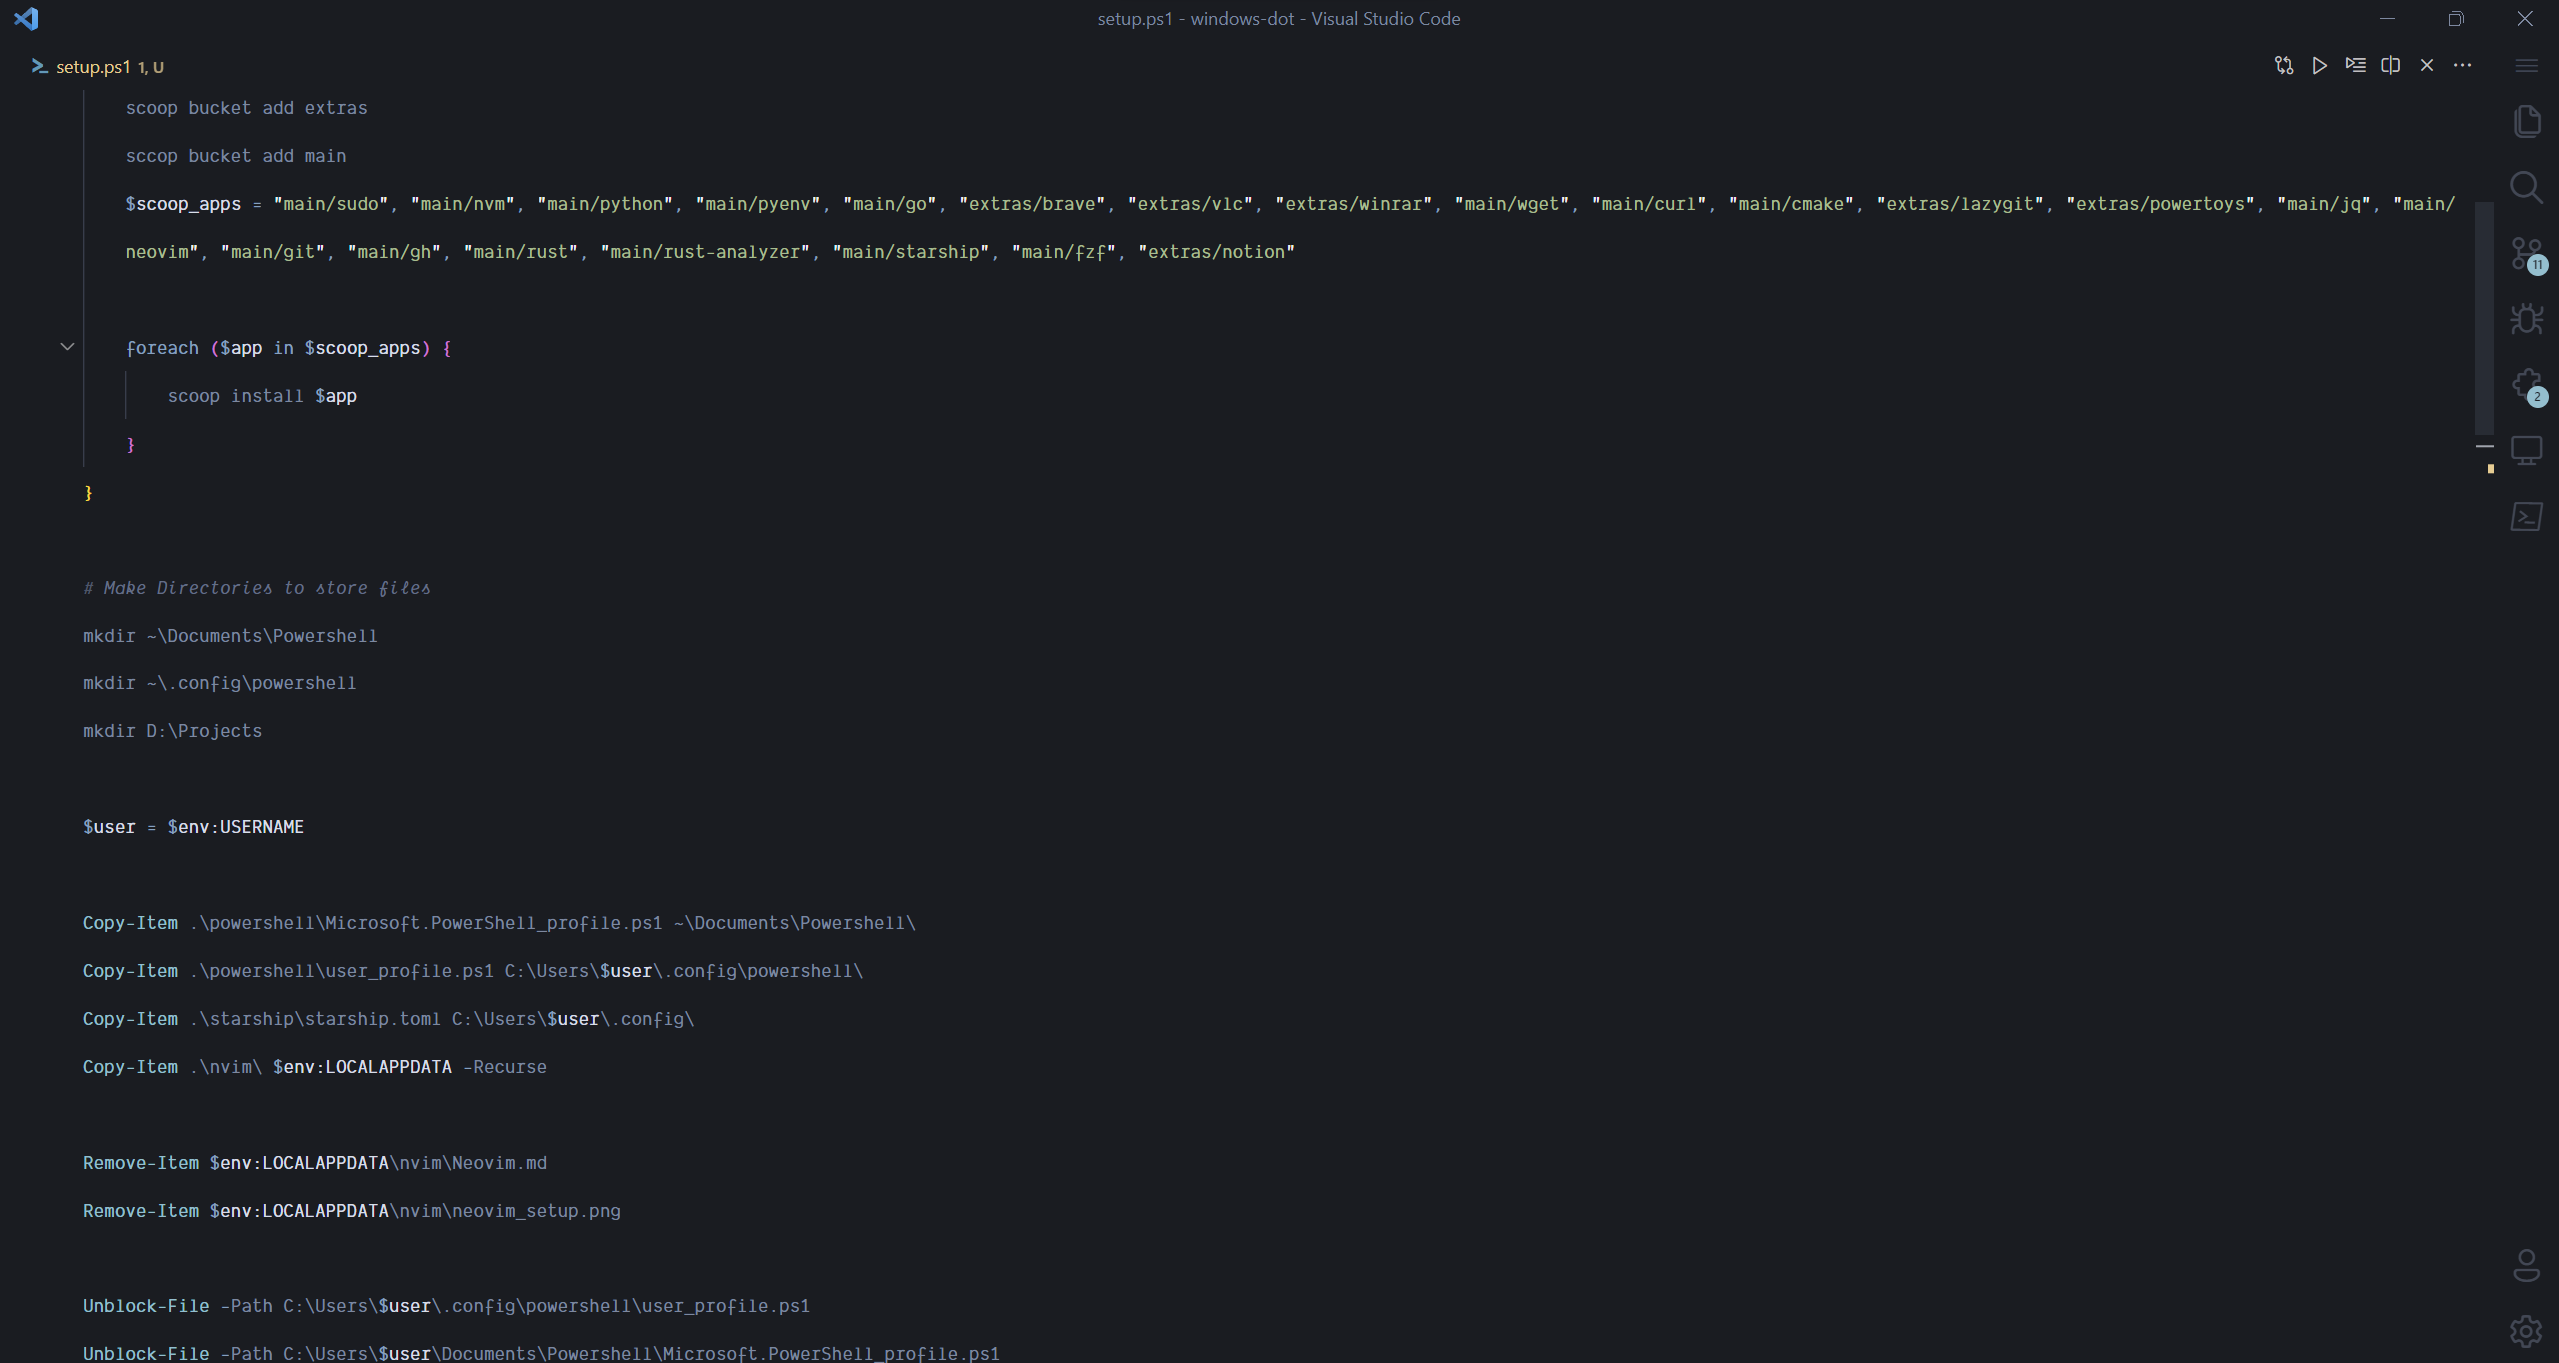 setup.ps1 - windows-dot - Visual Studio Code
setup.ps1 1, U
scoop bucket add extras
sccop bucket add main
$scoop_apps = "main/sudo", "main/nvm", "main/python", "main/pyenv", "main/go", "extras/brave", "extras/vlc", "extras/winrar", "main/wget", "main/curl", "main/cmake", "extras/lazygit", "extras/powertoys", "main/jq", "main/
neovim", "main/git", "main/gh", "main/rust", "main/rust-analyzer", "main/starship", "main/fzf", "extras/notion"
11
foreach ($app in $scoop_apps) {
scoop install $app
2
}
}
# Make Directories to store files
mkdir ~\Documents\Powershell
mkdir ~\.config\powershell
mkdir D:\Projects
$user = $env:USERNAME
Copy-Item .\powershell\Microsoft.PowerShell_profile.ps1 ~\Documents\Powershell\
Copy-Item .\powershell\user_profile.ps1 C:\Users\$user\.config\powershell\
Copy-Item .\starship\starship.toml C:\Users\$user\.config\
Copy-Item .\nvim\ $env:LOCALAPPDATA -Recurse
Remove-Item $env:LOCALAPPDATA\nvim\Neovim.md
Remove-Item $env:LOCALAPPDATA\nvim\neovim_setup.png
Unblock-File -Path C:\Users\$user\.config\powershell\user_profile.ps1
Unblock-File -Path C:\Users\$user\Documents\Powershell\Microsoft.PowerShell_profile.ps1